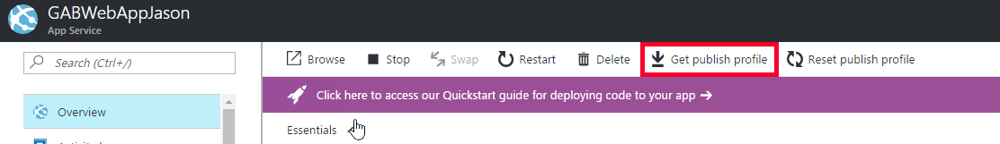 GABWebAppJason
App Service
Search (Ctrl+/)
Browse Stop Swap Restart Delete Get publish profile Reset publish profile
Click here to access our Quickstart guide for deploying code to your app →
Overview
Essentials